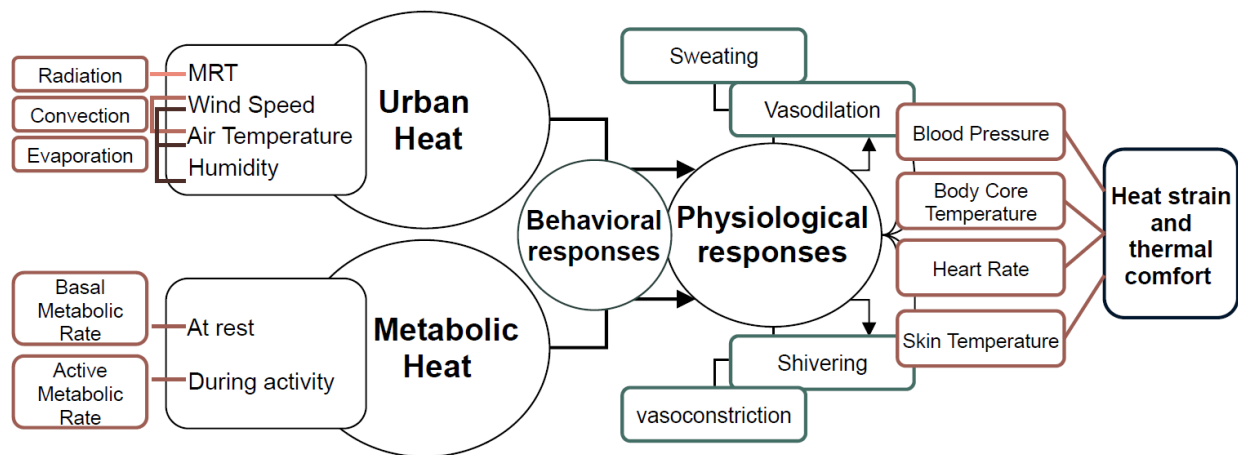 Radiation
Convection
Evaporation
MRT
Wind Speed
Air Temperature
Humidity
Urban
Heat
Basal
Metabolic
Rate
Active
Metabolic
Rate
At rest
During activity
Metabolic
Heat
Behavioral
responses
Physiological
responses
Sweating
Vasodilation
Shivering
vasoconstriction
Blood Pressure
Body Core
Temperature
Heart Rate
Skin Temperature
Heat strain
and
thermal
comfort